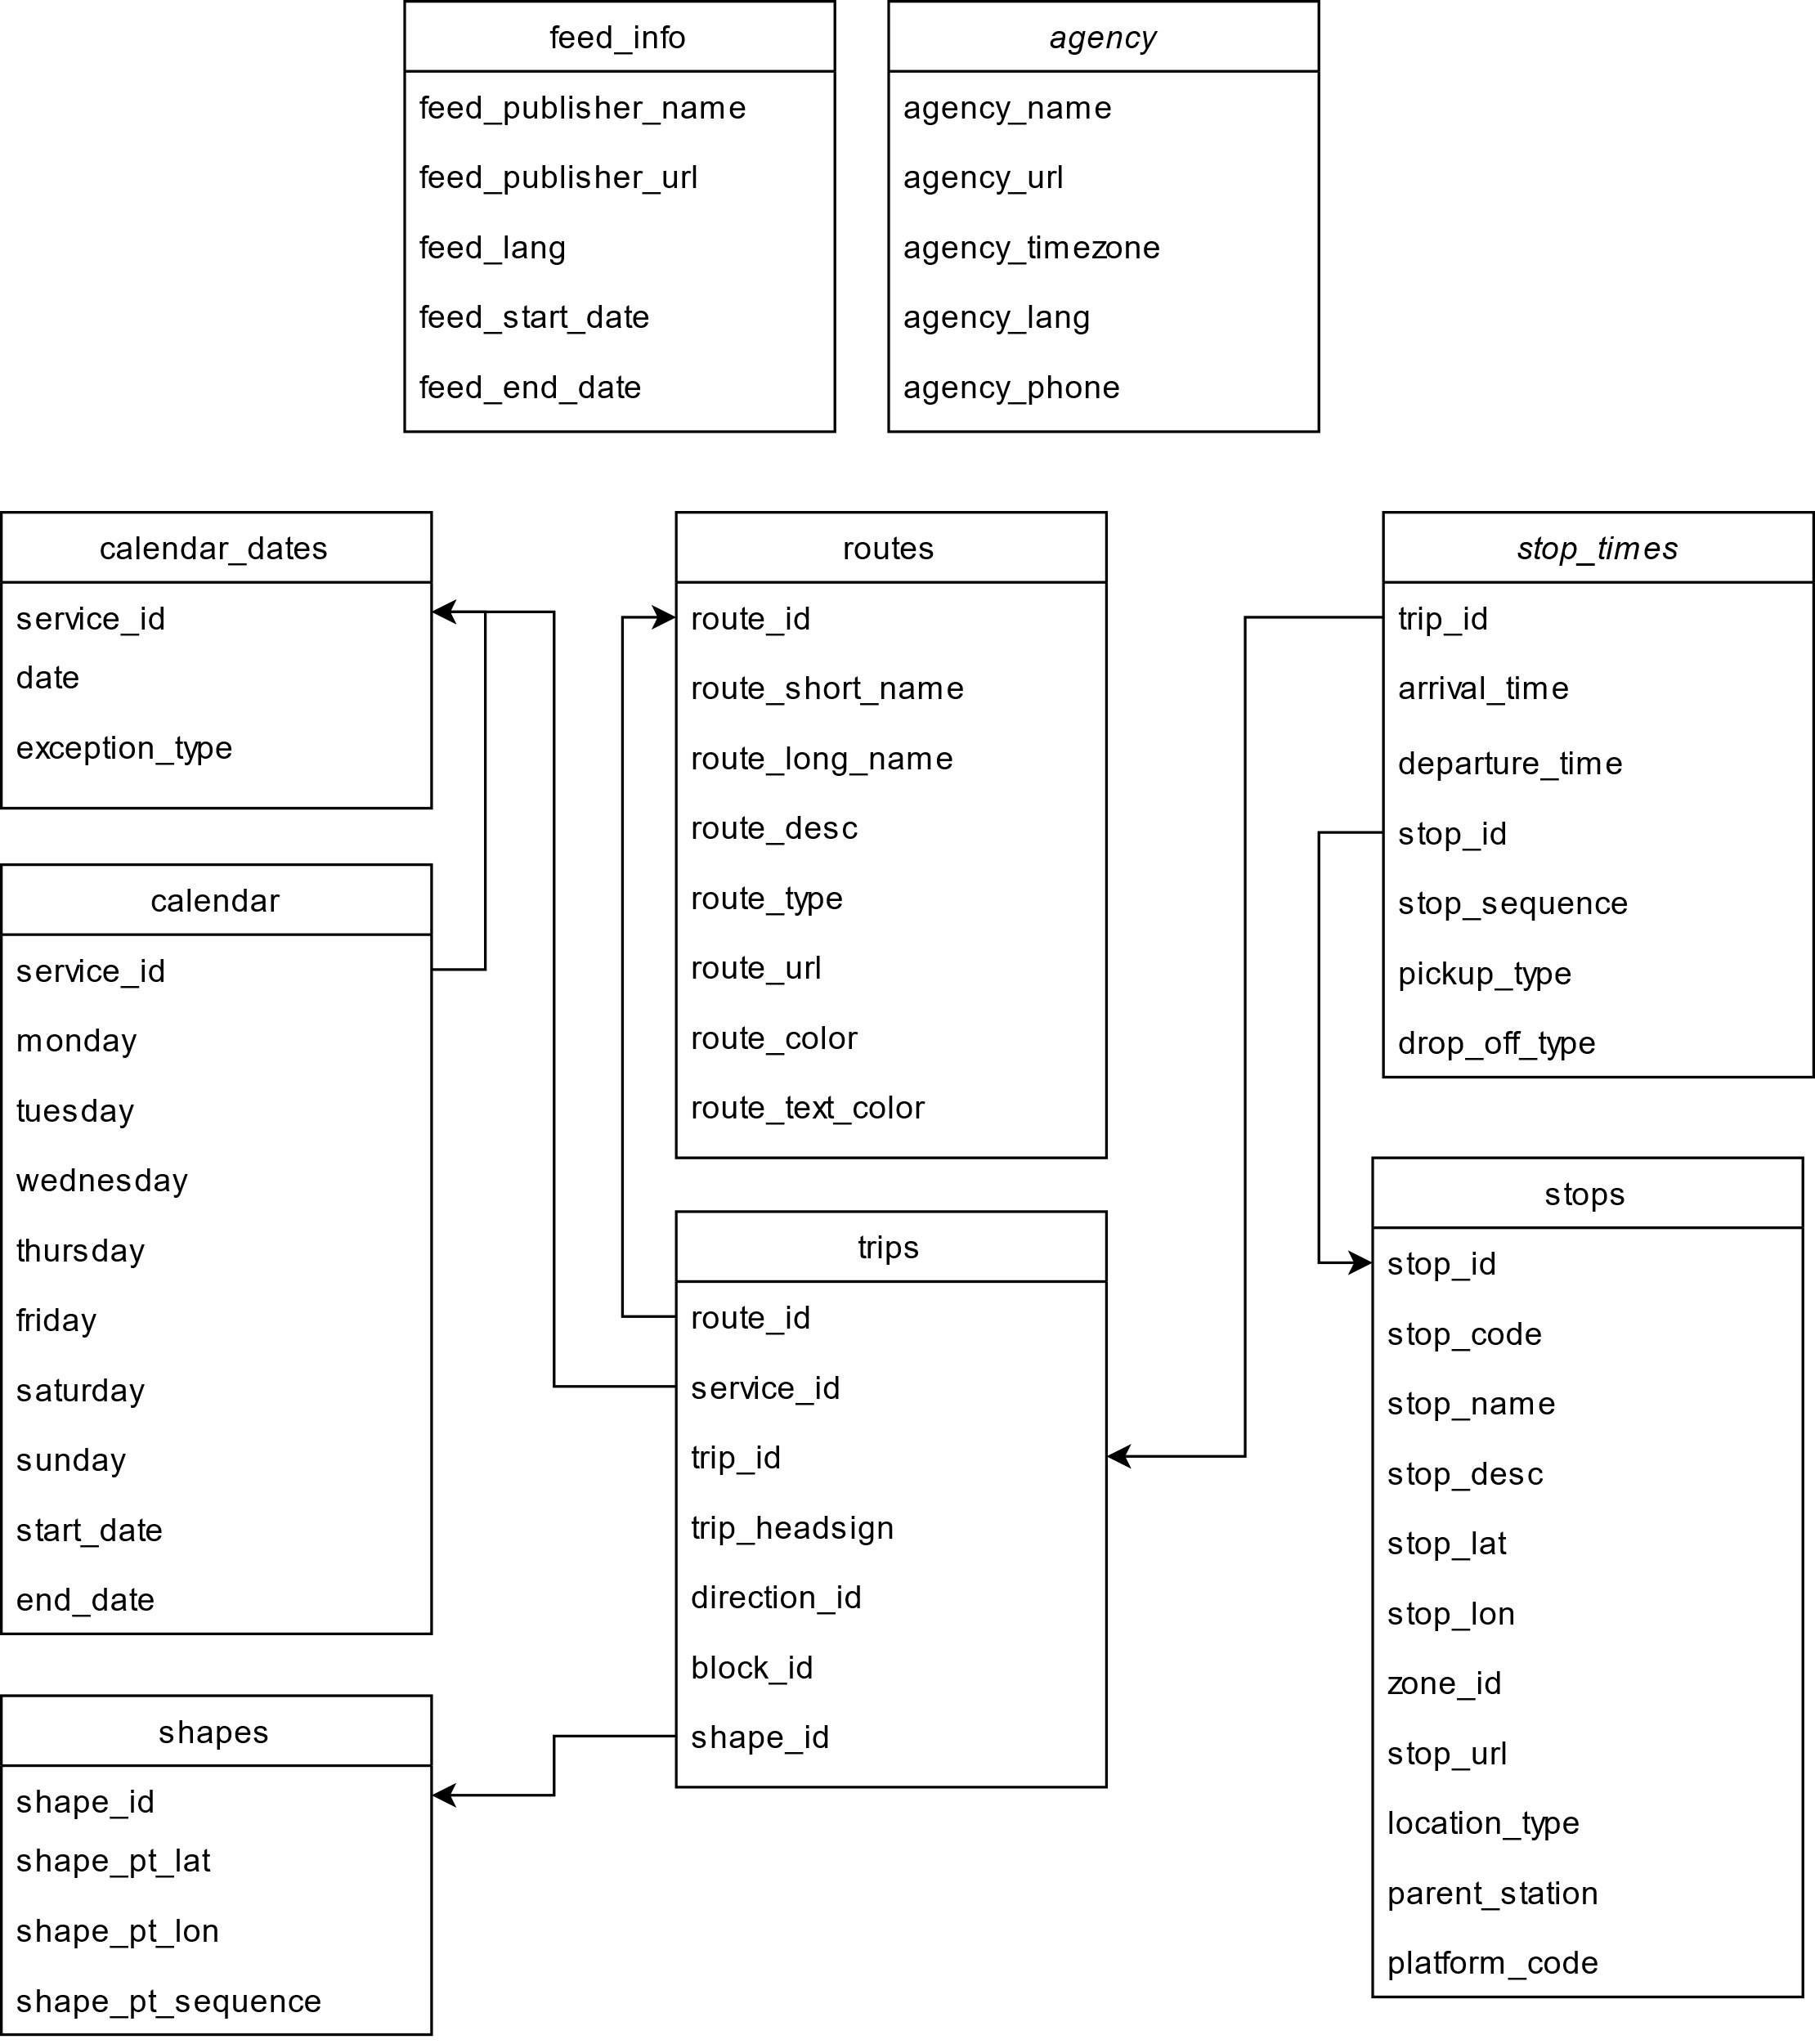 feed_info
feed_publisher_name
feed_publisher_url
feed_lang
feed_start_date
feed_end_date
agency
agency_name
agency_url
agency_timezone
agency_lang
agency_phone
calendar_dates
service_id
date
exception_type
calendar
service_id
monday
tuesday
wednesday
thursday
friday
saturday
sunday
start_date
end_date
shapes
shape_id
shape_pt_lat
shape_pt_lon
shape_pt_sequence
routes
route_id
route_short_name
route_long_name
route_desc
route_type
route_url
route_color
route_text_color
trips
route_id
service_id
trip_id
trip_headsign
direction_id
block_id
shape_id
stop_times
trip_id
arrival_time
departure_time
stop_id
stop_sequence
pickup_type
drop_off_type
stops
stop_id
stop_code
stop_name
stop_desc
stop_lat
stop_lon
zone_id
stop_url
location_type
parent_station
platform_code